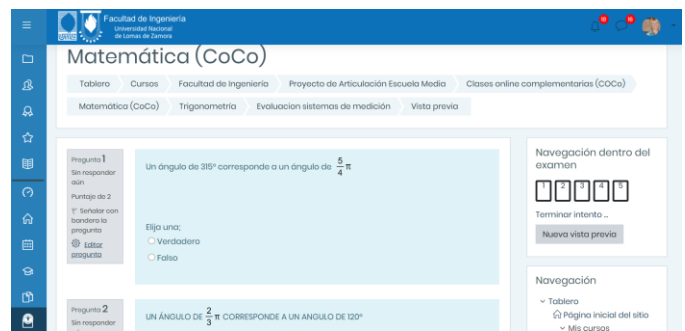 Facultad de Ingeniería
Universidad Nacional
de Lomas de Zamora
Matemática (CoCo)
Tablero Cursos Facultad de Ingeniería Proyecto de Articulación Escuela Media Clases online complementarias (COCo)
Matemática (CoCo) Trigonometría Evaluacion sistemas de medición Vista previa
Pregunta 1
Sin responder
aún
Puntaje de 2
Señalar con
bandera la
pregunta
Editar
pregunta
Un ángulo de 315º corresponde a un ángulo de 5/4 π
Elija una;
Verdadero
Falso
Navegación dentro del
examen
1 2 3 4 5
Terminar intento ...
Nueva vista previa
Navegación
Tablero
Página inicial del sitio
Mis cursos
Pregunta 2
Sin responder
UN ÁNGULO DE 2/3 π CORRESPONDE A UN ANGULO DE 120º